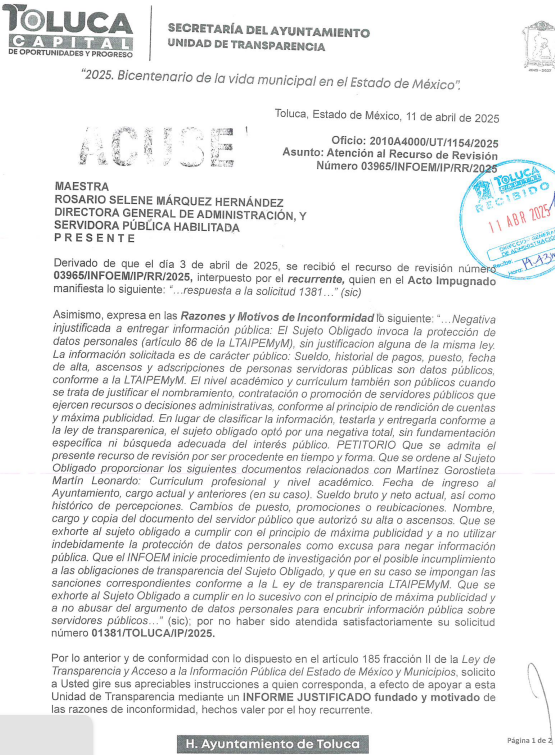 TOLUCA
CAPITAL
DE OPORTUNIDADES Y PROGRESO
SECRETARÍA DEL AYUNTAMIENTO
UNIDAD DE TRANSPARENCIA
"2025. Bicentenario de la vida municipal en el Estado de México".
Toluca, Estado de México, 11 de abril de 2025
ACUSE
Oficio: 2010A4000/UT/1154/2025
Asunto: Atención al Recurso de Revisión
Número 03965/INFOEM/IP/RR/2025
TOLUCA
RECIBIDO
11 ABR 2025
MAESTRA
ROSARIO SELENE MÁRQUEZ HERNÁNDEZ
DIRECTORA GENERAL DE ADMINISTRACIÓN, Y
SERVIDORA PÚBLICA HABILITADA
P R E S E N T E
Derivado de que el día 3 de abril de 2025, se recibió el recurso de revisión número
03965/INFOEM/IP/RR/2025, interpuesto por el recurrente, quien en el Acto Impugnado
manifiesta lo siguiente: "…respuesta a la solicitud 1381…" (sic)
Asimismo, expresa en las Razones y Motivos de Inconformidad lo siguiente: "…Negativa
injustificada a entregar información pública: El Sujeto Obligado invoca la protección de
datos personales (artículo 86 de la LTAIPEMyM), sin justificacion alguna de la misma ley.
La información solicitada es de carácter público: Sueldo, historial de pagos, puesto, fecha
de alta, ascensos y adscripciones de personas servidoras públicas son datos públicos,
conforme a la LTAIPEMyM. El nivel académico y curriculum también son públicos cuando
se trata de justificar el nombramiento, contratación o promoción de servidores públicos que
ejercen recursos o decisiones administrativas, conforme al principio de rendición de cuentas
y máxima publicidad. En lugar de clasificar la información, testarla y entregarla conforme a
la ley de transparencia, el sujeto obligado optó por una negativa total, sin fundamentación
específica ni búsqueda adecuada del interés público. PETITORIO Que se admita el
presente recurso de revisión por ser procedente en tiempo y forma. Que se ordene al Sujeto
Obligado proporcionar los siguientes documentos relacionados con Martínez Gorostieta
Martín Leonardo: Curriculum profesional y nivel académico. Fecha de ingreso al
Ayuntamiento, cargo actual y anteriores (en su caso). Sueldo bruto y neto actual, así como
histórico de percepciones. Cambios de puesto, promociones o reubicaciones. Nombre,
cargo y copia del documento del servidor público que autorizó su alta o ascensos. Que se
exhorte al sujeto obligado a cumplir con el principio de máxima publicidad y a no utilizar
indebidamente la protección de datos personales como excusa para negar información
pública. Que el INFOEM inicie procedimiento de investigación por el posible incumplimiento
a las obligaciones de transparencia del Sujeto Obligado, y que en su caso se impongan las
sanciones correspondientes conforme a la L ey de transparencia LTAIPEMyM. Que se
exhorte al Sujeto Obligado a cumplir en lo sucesivo con el principio de máxima publicidad y
a no abusar del argumento de datos personales para encubrir información pública sobre
servidores públicos…" (sic); por no haber sido atendida satisfactoriamente su solicitud
número 01381/TOLUCA/IP/2025.
Por lo anterior y de conformidad con lo dispuesto en el artículo 185 fracción II de la Ley de
Transparencia y Acceso a la Información Pública del Estado de México y Municipios, solicito
a Usted gire sus apreciables instrucciones a quien corresponda, a efecto de apoyar a esta
Unidad de Transparencia mediante un INFORME JUSTIFICADO fundado y motivado de
las razones de inconformidad, hechos valer por el hoy recurrente.
Página 1 de 2
H. Ayuntamiento de Toluca